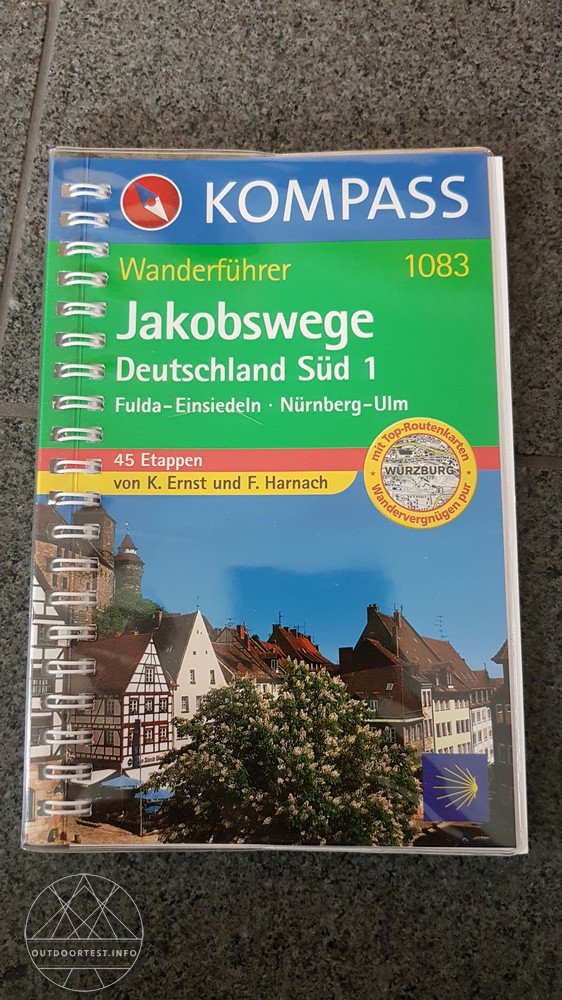 KOMPASS
Wanderführer 1083
Jakobswege
Deutschland Süd 1
Fulda-Einsiedeln · Nürnberg-Ulm
45 Etappen
von K. Ernst und F. Harnach
mit Top-Routenkarten
WÜRZBURG
Wandervergnügen pur
OUTDOORTEST.INFO